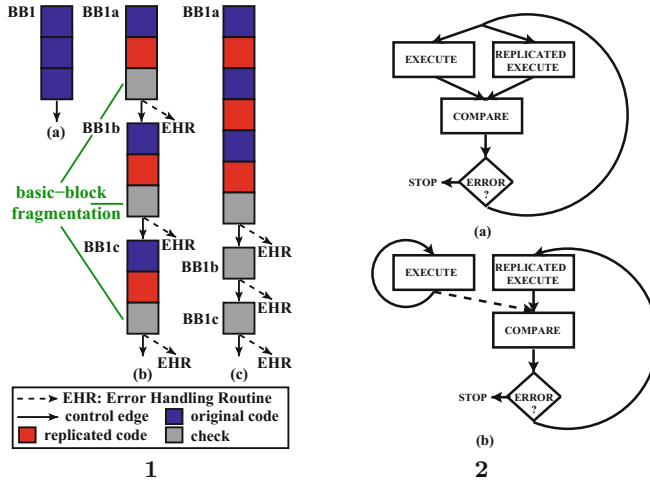 BB1
BB1a
BB1a
(a)
EHR
BB1b
basic−block
fragmentation
EHR
EHR
BB1c
BB1b
EHR
BB1c
EHR
EHR
(b)
(c)
EHR: Error Handling Routine
control edge
original code
replicated code
check
1
EXECUTE
REPLICATED
EXECUTE
COMPARE
STOP
ERROR
?
(a)
EXECUTE
REPLICATED
EXECUTE
COMPARE
STOP
ERROR
?
(b)
2